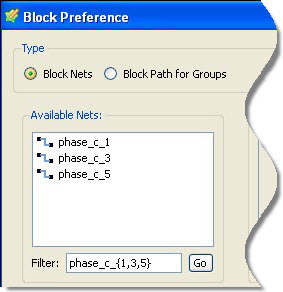 Block Preference
Type
Block Nets
Block Path for Groups
Available Nets:
phase_c_1
phase_c_3
phase_c_5
Filter: phase_c_{1,3,5} Go